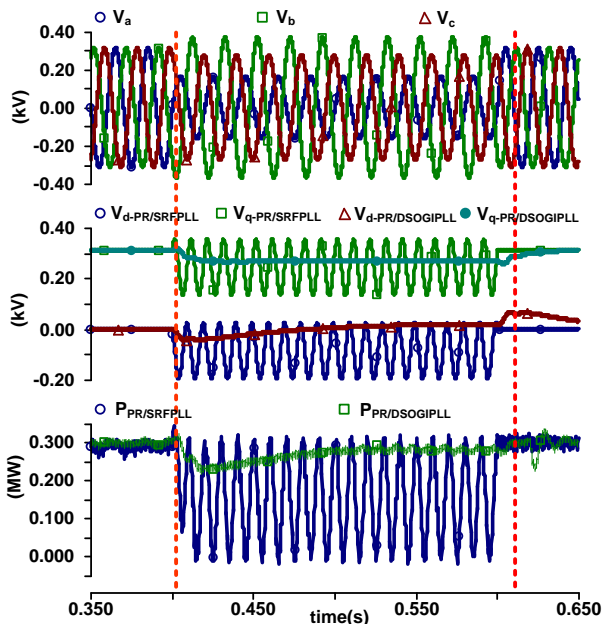 Va Vb Vc
0.40
0.20
0.00
-0.20
-0.40
(kV)
Vd-PR/SRFPLL Vq-PR/SRFPLL Vd-PR/DSOGIPLL Vq-PR/DSOGIPLL
0.40
0.20
0.00
-0.20
(kV)
PPR/SRFPLL PPR/DSOGIPLL
0.300
0.200
0.100
0.000
(MW)
0.350 0.450 0.550 0.650
time(s)